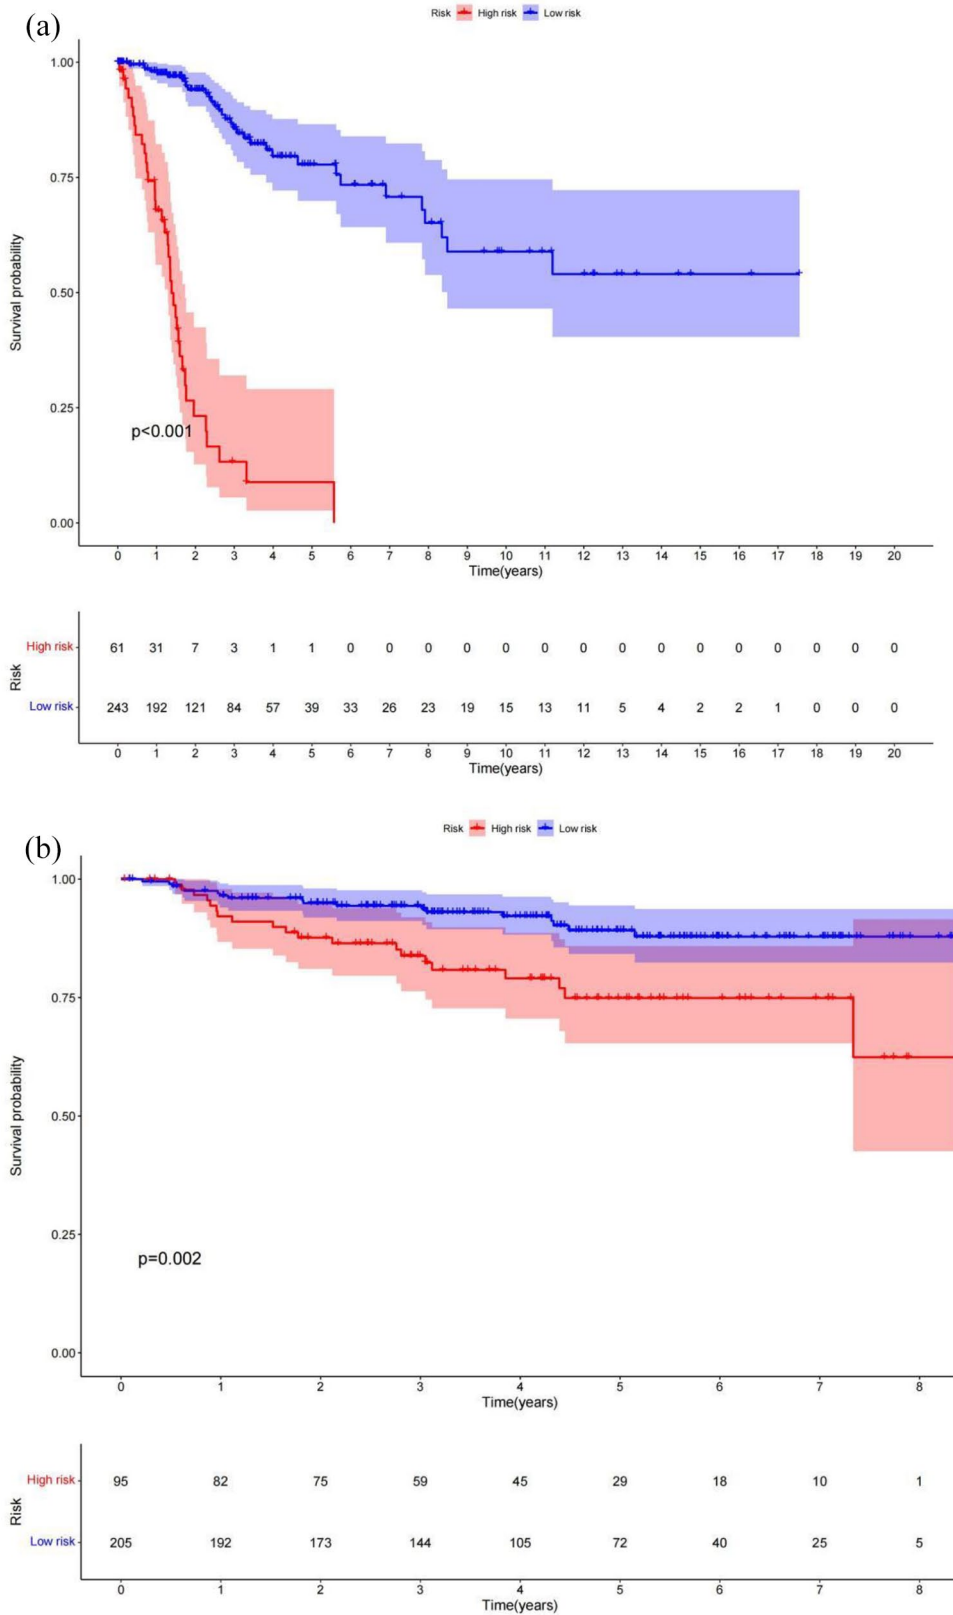 (a)
Risk High risk Low risk
1.00
0.75
0.50
0.25
0.00
Survival probability
p<0.001
0 1 2 3 4 5 6 7 8 9 10 11 12 13 14 15 16 17 18 19 20
Time(years)
Risk
High risk 61 31 7 3 1 1 0 0 0 0 0 0 0 0 0 0 0 0 0 0 0
Low risk 243 192 121 84 57 39 33 26 23 19 15 13 11 5 4 2 2 1 0 0 0
0 1 2 3 4 5 6 7 8 9 10 11 12 13 14 15 16 17 18 19 20
Time(years)
(b)
Risk High risk Low risk
1.00
0.75
0.50
0.25
0.00
Survival probability
p=0.002
0 1 2 3 4 5 6 7 8
Time(years)
Risk
High risk 95 82 75 59 45 29 18 10 1
Low risk 205 192 173 144 105 72 40 25 5
0 1 2 3 4 5 6 7 8
Time(years)